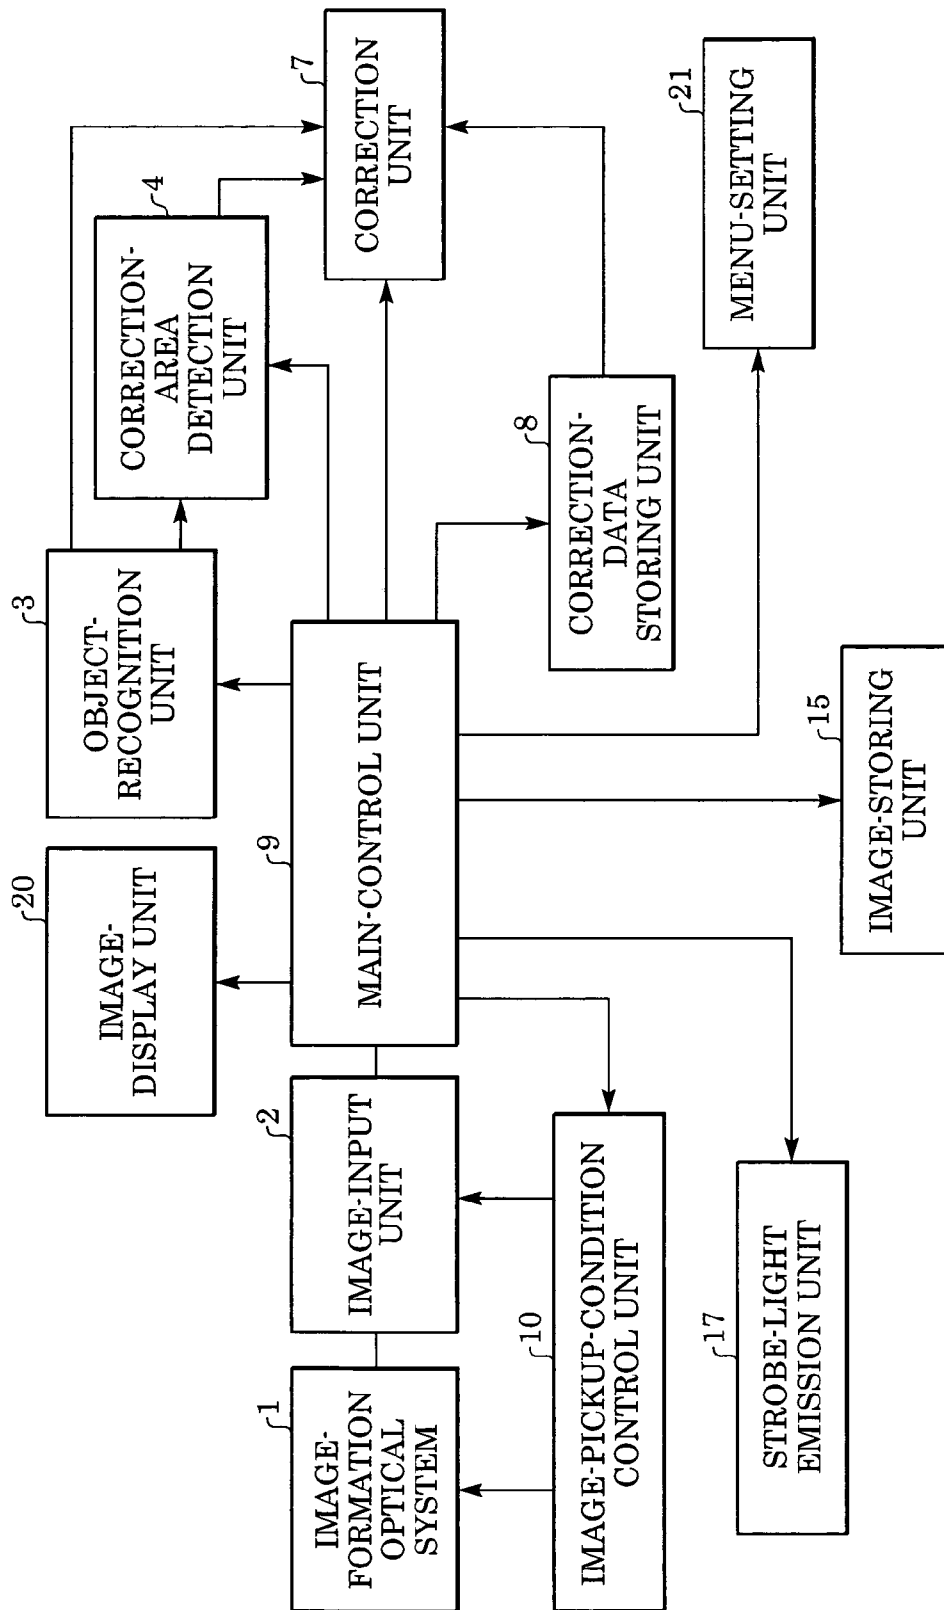 20
IMAGE-
DISPLAY UNIT
3
OBJECT-
RECOGNITION
UNIT
4
CORRECTION-
AREA
DETECTION
UNIT
7
CORRECTION
UNIT
1
IMAGE-
FORMATION
OPTICAL
SYSTEM
2
IMAGE-INPUT
UNIT
9
MAIN-CONTROL UNIT
8
CORRECTION-
DATA
STORING UNIT
10
IMAGE-PICKUP-CONDITION
CONTROL UNIT
21
MENU-SETTING
UNIT
17
STROBE-LIGHT
EMISSION UNIT
15
IMAGE-STORING
UNIT